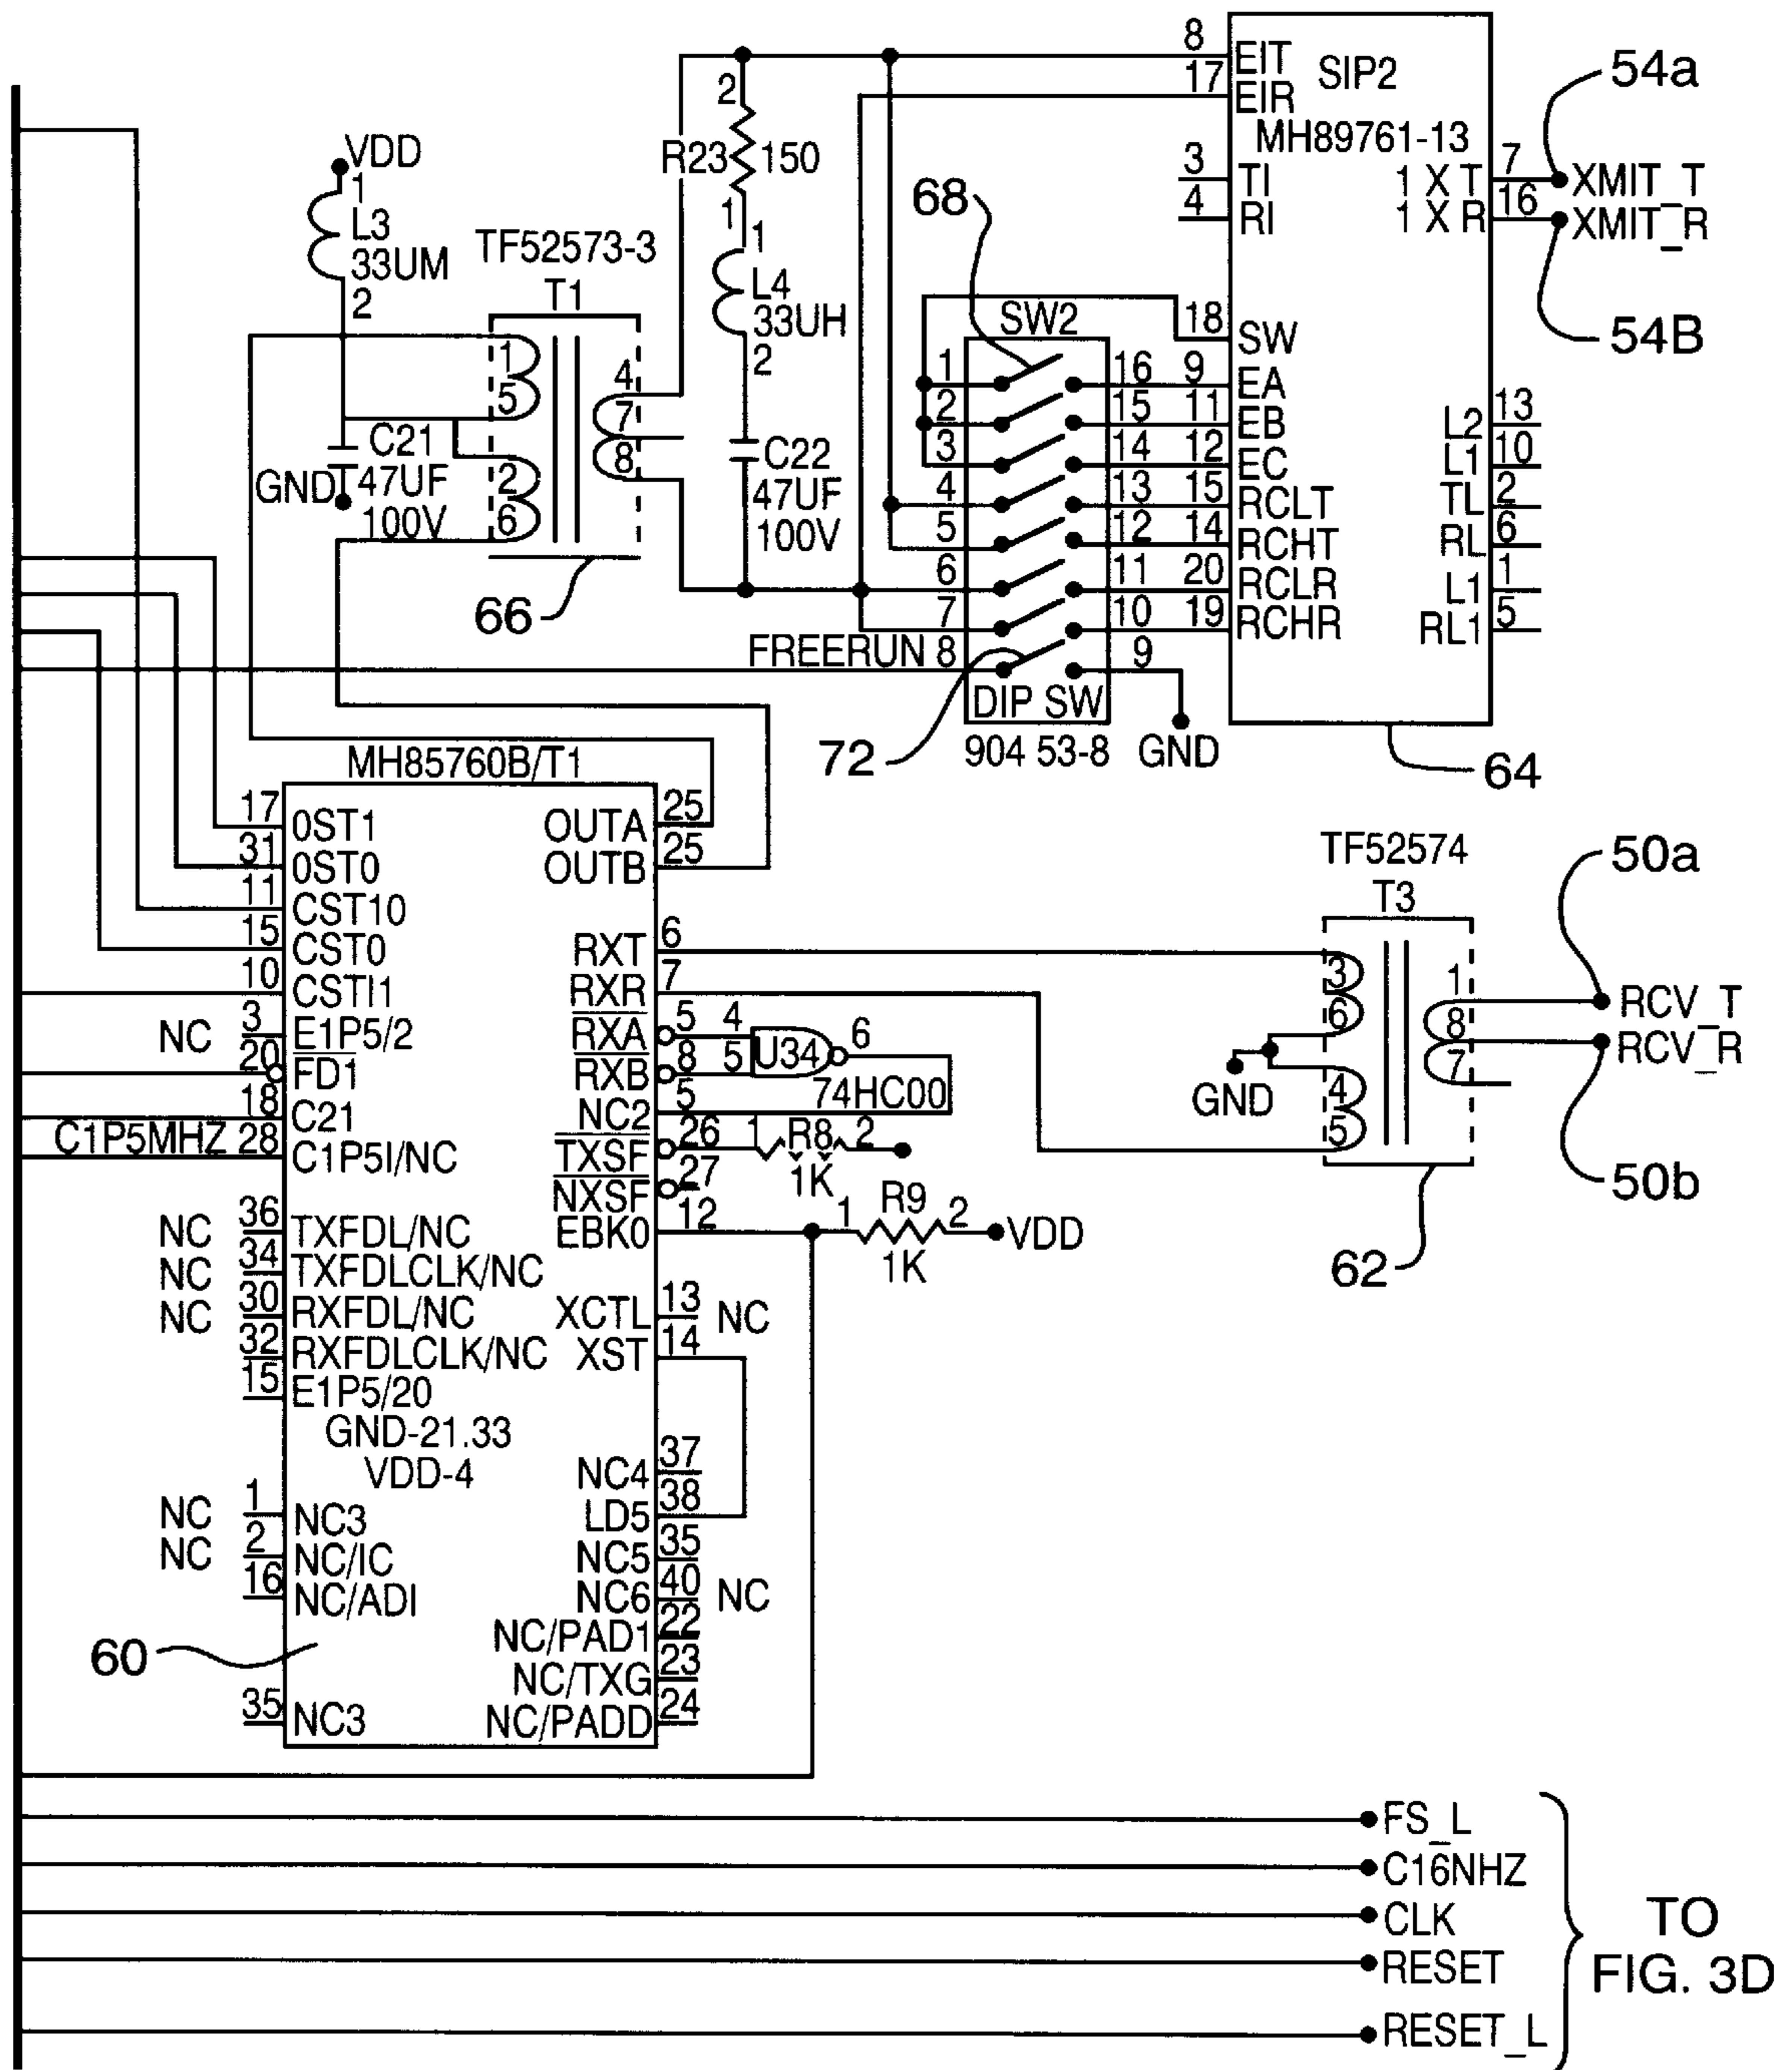 8 EIT SIP2 54a
17 EIR
MH89761-13
3 TI 1 X T 7 XMIT_T
4 RI 1 X R 16 XMIT_R
54B
VDD
1
L3
33UM
2
TF52573-3
T1
1
5
2
6
4
7
8
66
C21
47UF
100V
GND
2
R23 150
1
1
L4
33UH
2
C22
47UF
100V
68
SW2
18 SW
1 16 9 EA
2 15 11 EB L2 13
3 14 12 EC L1 10
4 13 15 RCLT TL 2
5 12 14 RCHT RL 6
6 11 20 RCLR L1 1
7 10 19 RCHR RL1 5
FREERUN 8 9
DIP SW
72 904 53-8 GND 64
MH85760B/T1
17 0ST1 OUTA 25
31 0ST0 OUTB 25
11 CST10
15 CST0 RXT 6
10 CSTI1 RXR 7
NC 3 E1P5/2 RXA 5 4 U34 6
20 FD1 RXB 8 5
74HC00
18 C21 NC2 5
C1P5MHZ 28 C1P5I/NC TXSF 26 1 R8 2
1K
NXSF 27
NC 36 TXFDL/NC EBK0 12 1 R9 2 VDD
1K
NC 34 TXFDLCLK/NC
NC 30 RXFDL/NC XCTL 13 NC
32 RXFDLCLK/NC XST 14
15 E1P5/20
GND-21.33
VDD-4
NC4 37
NC 1 NC3 LD5 38
NC 2 NC/IC NC5 35
16 NC/ADI NC6 40 NC
NC/PAD1 22
60 NC/TXG 23
35 NC3 NC/PADD 24
TF52574
T3
50a
3
6
4
5
1 RCV_T
8 RCV_R
7
GND
50b
62
FS_L
C16NHZ
CLK
RESET
RESET_L
TO
FIG. 3D